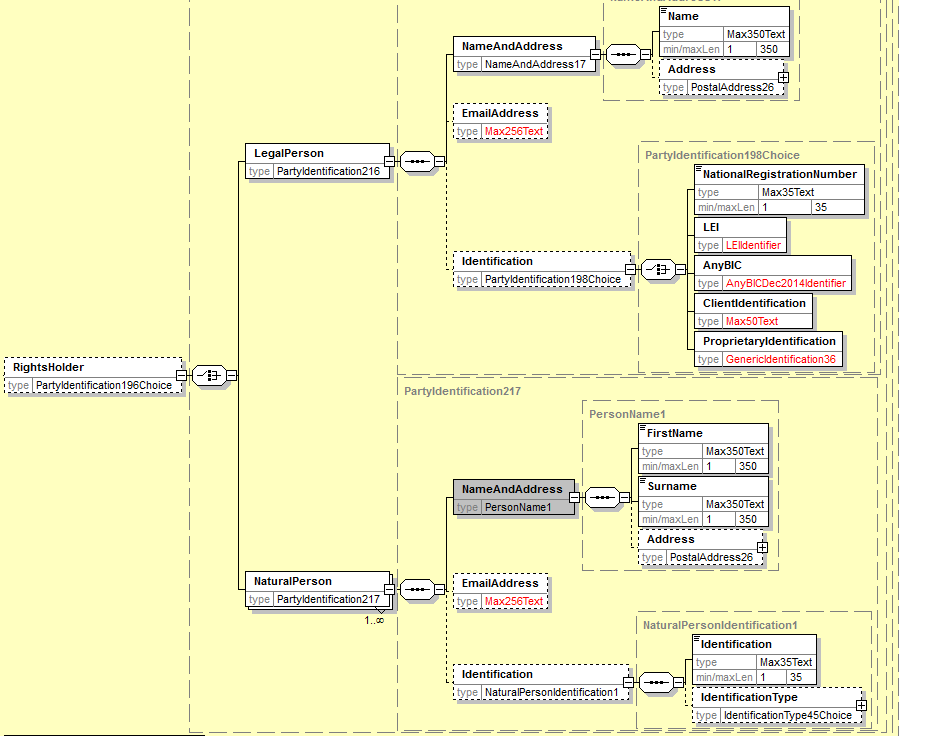 Name
type Max350Text
min/maxLen 1 350
Address
type PostalAddress26
NameAndAddress
type NameAndAddress17
EmailAddress
type Max256Text
LegalPerson
type PartyIdentification216
PartyIdentification198Choice
NationalRegistrationNumber
type Max35Text
min/maxLen 1 35
LEI
type LEIIdentifier
AnyBIC
type AnyBICDec2014Identifier
ClientIdentification
type Max50Text
ProprietaryIdentification
type GenericIdentification36
Identification
type PartyIdentification198Choice
RightsHolder
type PartyIdentification196Choice
PartyIdentification217
PersonName1
FirstName
type Max350Text
min/maxLen 1 350
Surname
type Max350Text
min/maxLen 1 350
Address
type PostalAddress26
NameAndAddress
type PersonName1
NaturalPerson
type PartyIdentification217
1..∞
EmailAddress
type Max256Text
NaturalPersonIdentification1
Identification
type Max35Text
min/maxLen 1 35
IdentificationType
type IdentificationType45Choice
Identification
type NaturalPersonIdentification1